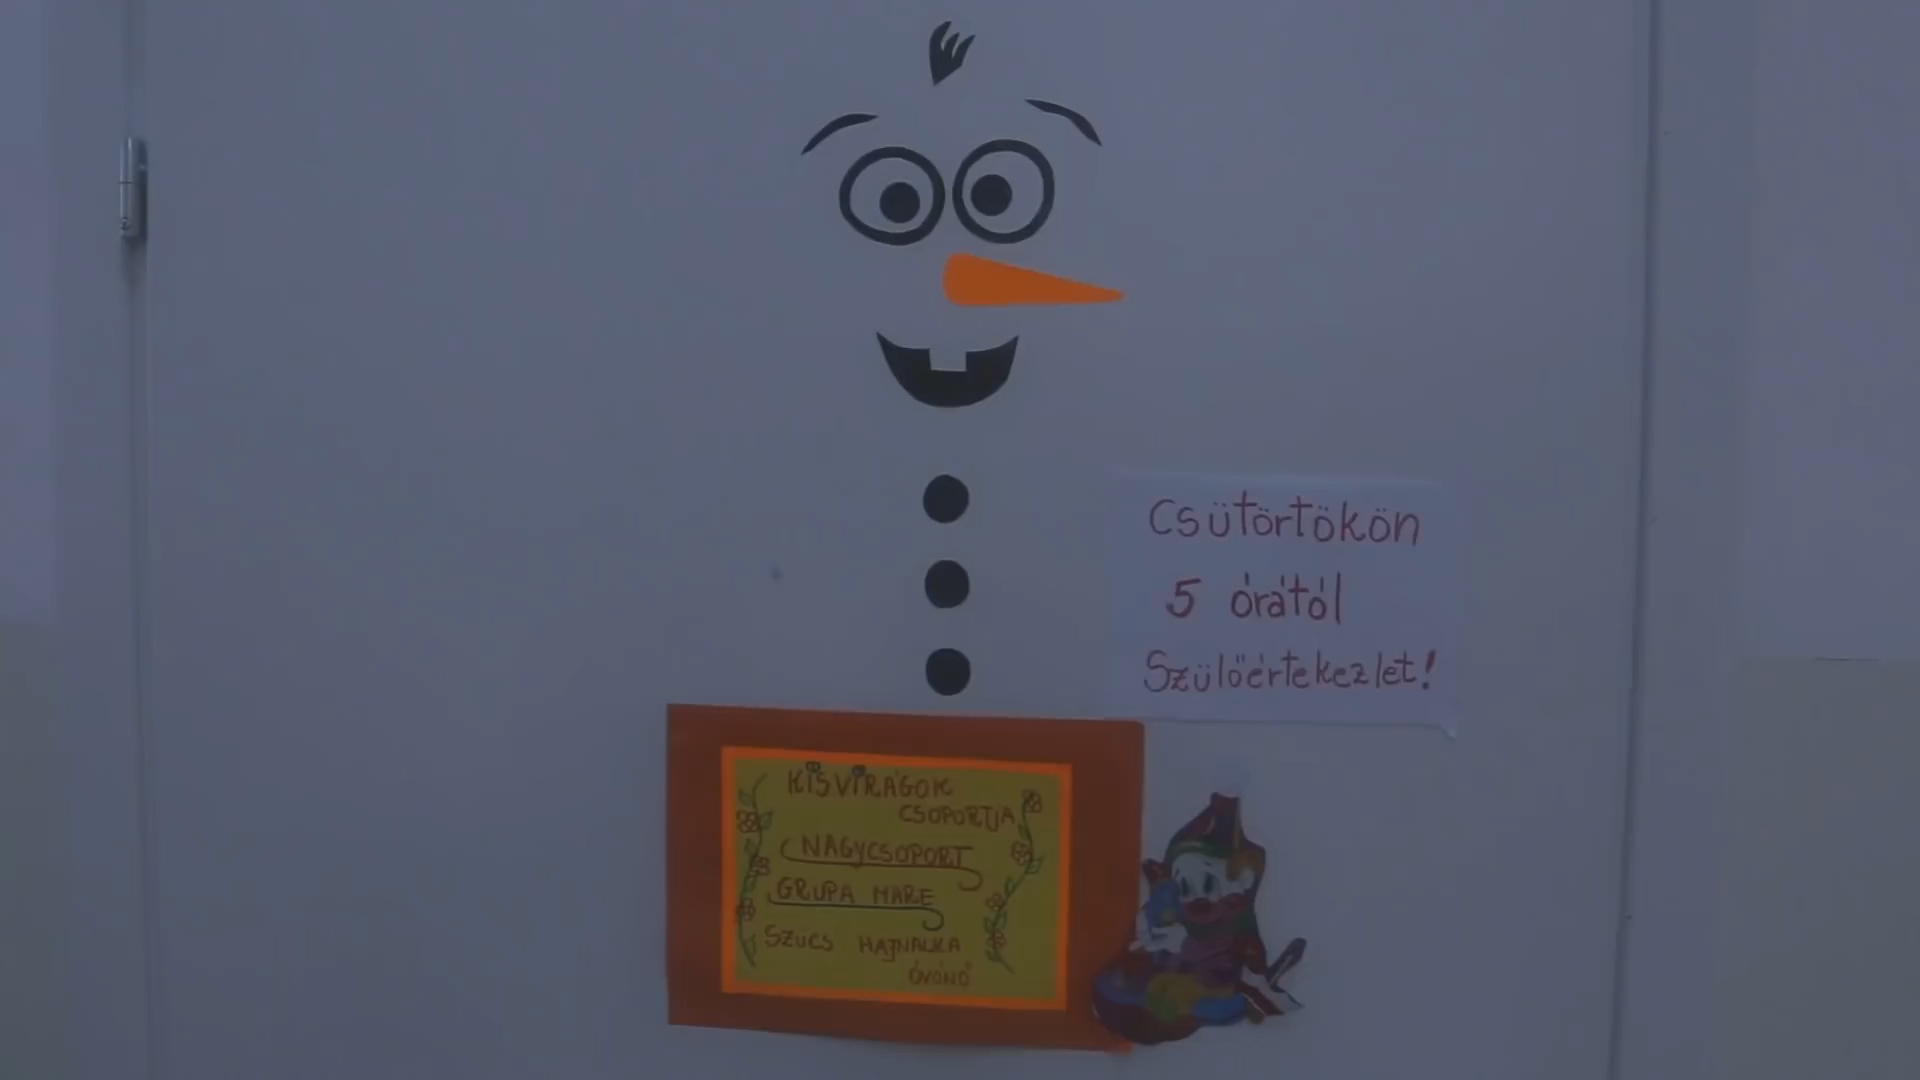 Csütörtökön
5 órától
Szülőértekezlet!
KISVIRÁGOK
CSOPORTJA
NAGYCSOPORT
GRUPA MARE
SZÜCS HAJNALKA
ÓVÓNŐ